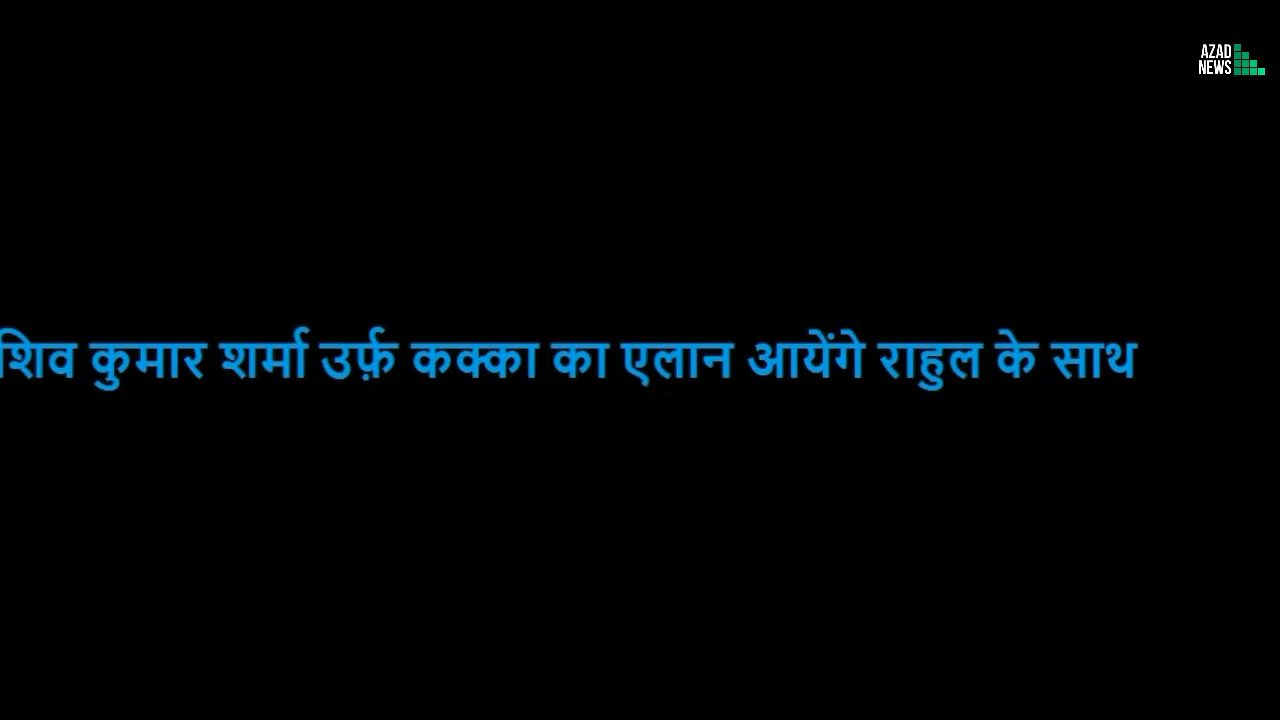 AZAD
NEWS
शिव कुमार शर्मा उर्फ़ कक्का का एलान आयेंगे राहुल के साथ